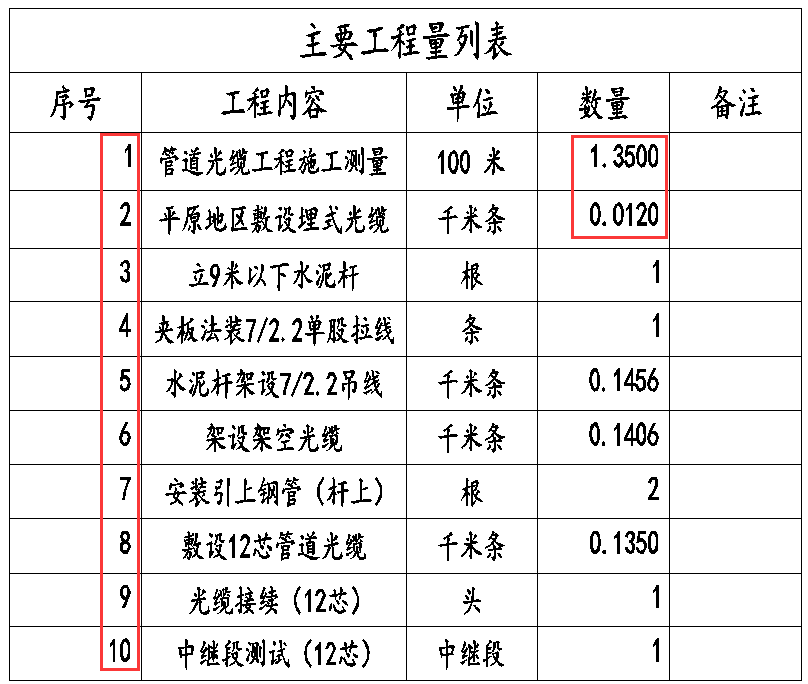 主要工程量列表
序号 工程内容 单位 数量 备注
1 管道光缆工程施工测量 100 米 1.3500
2 平原地区敷设埋式光缆 千米条 0.0120
3 立9米以下水泥杆 根 1
4 夹板法装7/2.2单股拉线 条 1
5 水泥杆架设7/2.2吊线 千米条 0.1456
6 架设架空光缆 千米条 0.1406
7 安装引上钢管（杆上） 根 2
8 敷设12芯管道光缆 千米条 0.1350
9 光缆接续（12芯） 头 1
10 中继段测试（12芯） 中继段 1